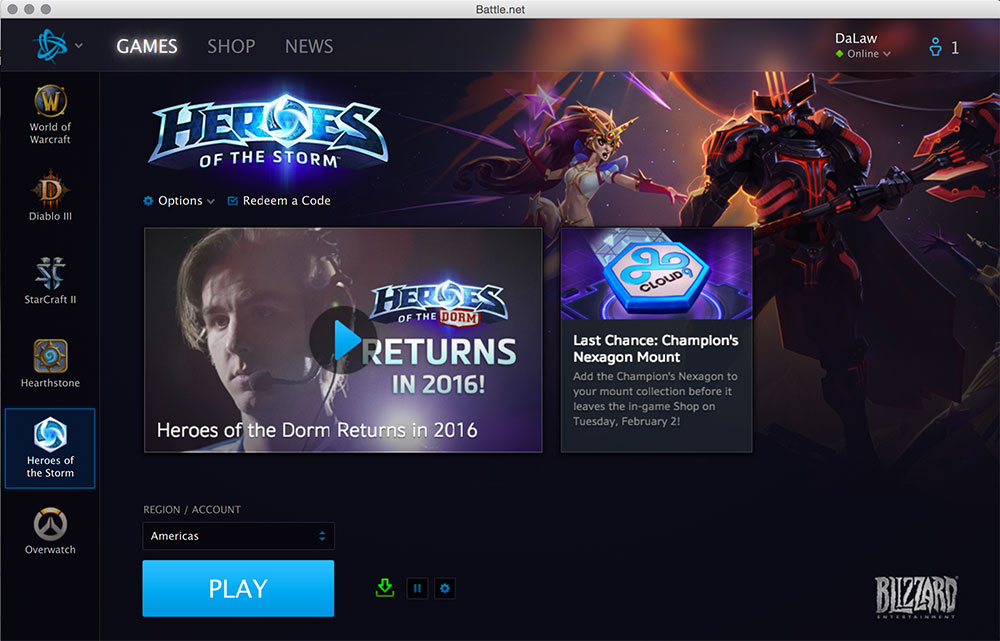 Battle.net
GAMES
SHOP
NEWS
DaLaw
Online
1
World of
Warcraft
Diablo III
StarCraft II
Hearthstone
Heroes of
the Storm
Overwatch
HEROES
OF THE STORM
Options
Redeem a Code
HEROES
OF THE DORM
RETURNS
IN 2016!
Heroes of the Dorm Returns in 2016
CLOUD9
Last Chance: Champion's
Nexagon Mount
Add the Champion's Nexagon to
your mount collection before it
leaves the in-game Shop on
Tuesday, February 2!
REGION / ACCOUNT
Americas
PLAY
BLIZZARD
ENTERTAINMENT